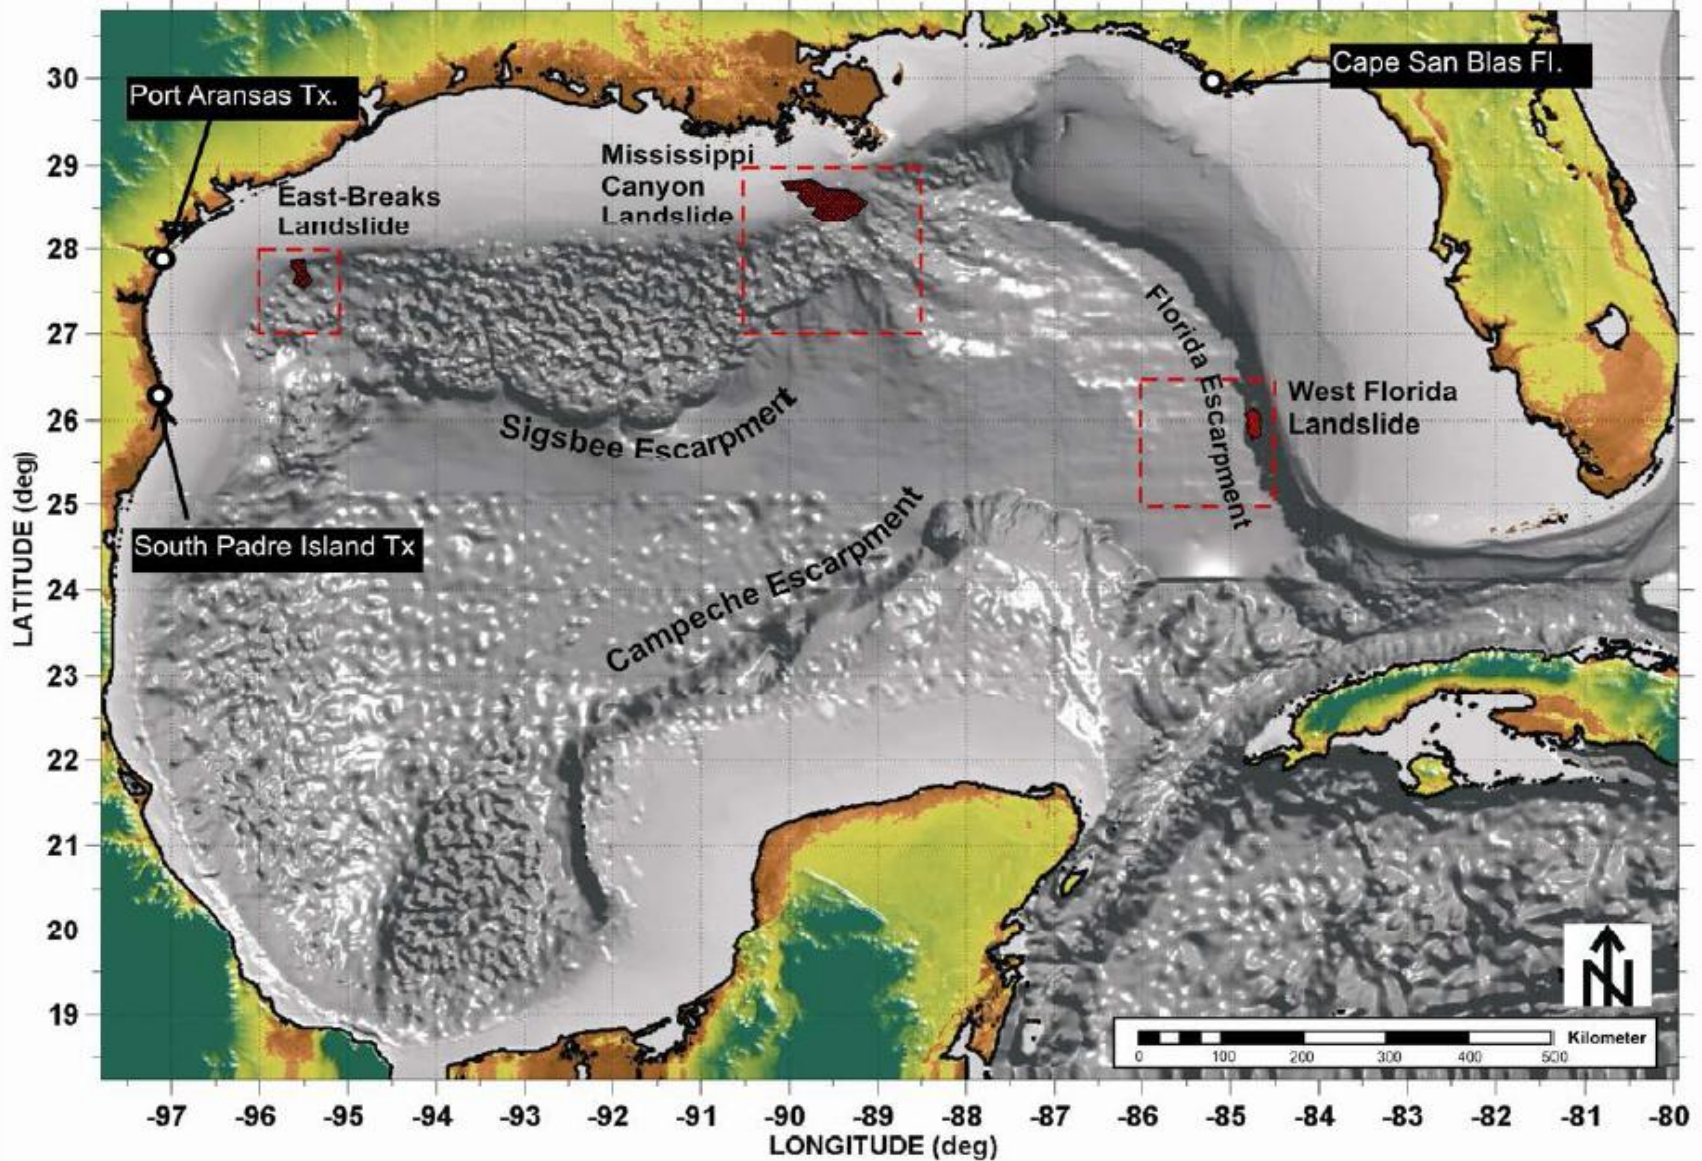 Port Aransas Tx.
Cape San Blas Fl.
Mississippi
Canyon
Landslide
East-Breaks
Landslide
Florida Escarpment
West Florida
Landslide
Sigsbee Escarpment
South Padre Island Tx
Campeche Escarpment
30
29
28
27
26
25
24
23
22
21
20
19
LATITUDE (deg)
N
Kilometer
0 100 200 300 400 500
-97 -96 -95 -94 -93 -92 -91 -90 -89 -88 -87 -86 -85 -84 -83 -82 -81 -80
LONGITUDE (deg)